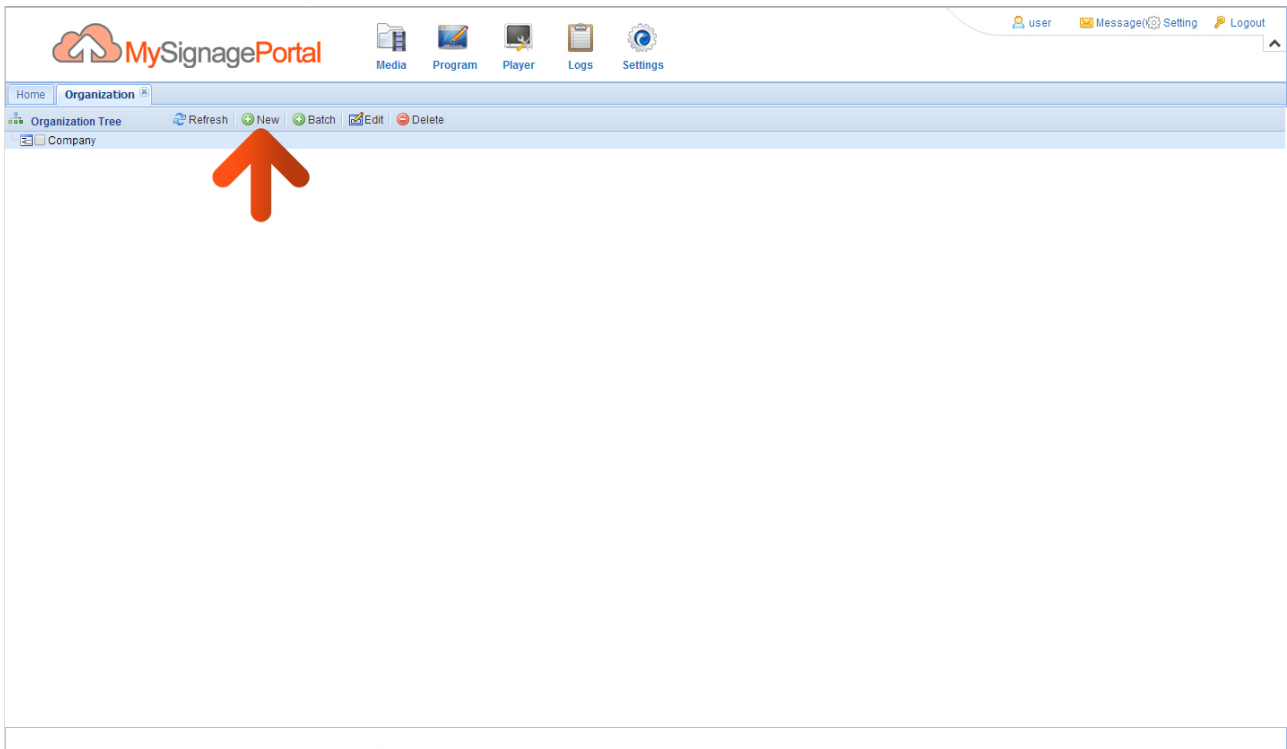 MySignagePortal
Media Program Player Logs Settings
user Message( Setting Logout
Home Organization
Organization Tree Refresh New Batch Edit Delete
Company